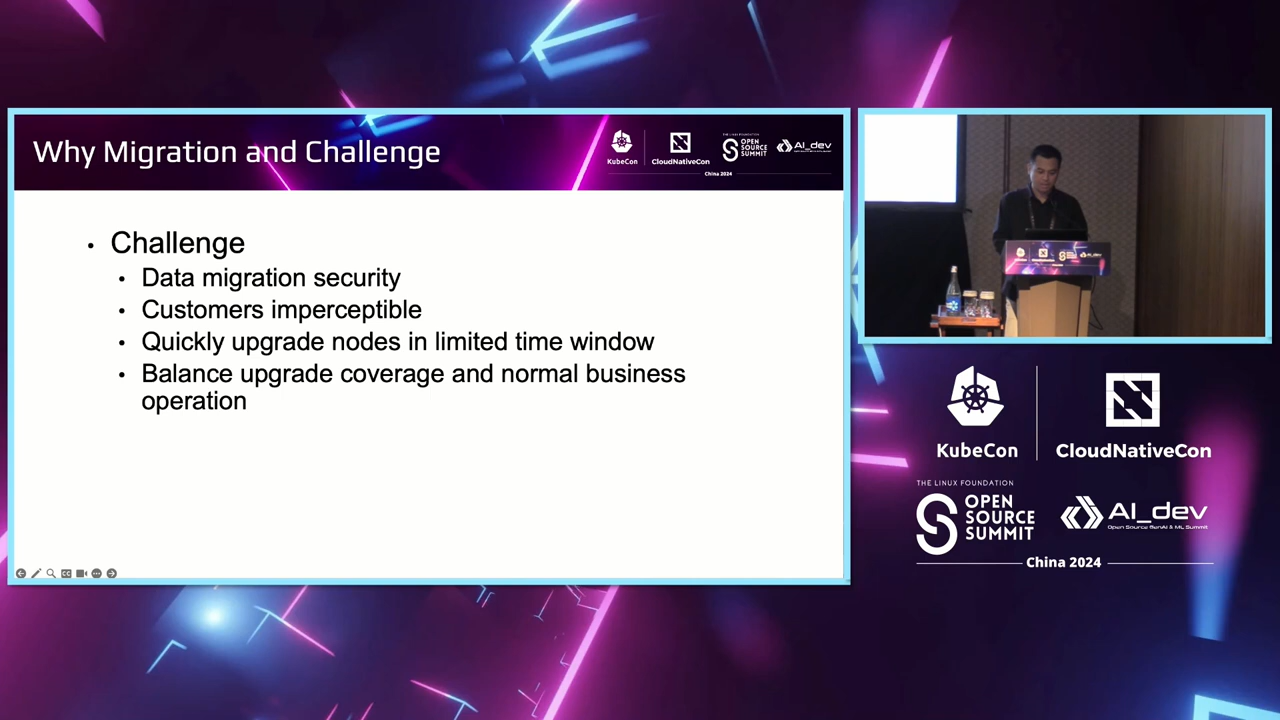 Why Migration and Challenge
KubeCon
CloudNativeCon
THE LINUX FOUNDATION
OPEN
SOURCE
SUMMIT
AI_dev
China 2024
• Challenge
• Data migration security
• Customers imperceptible
• Quickly upgrade nodes in limited time window
• Balance upgrade coverage and normal business
operation
KubeCon
CloudNativeCon
THE LINUX FOUNDATION
OPEN
SOURCE
SUMMIT
AI_dev
Open Source GenAI & ML Summit
China 2024